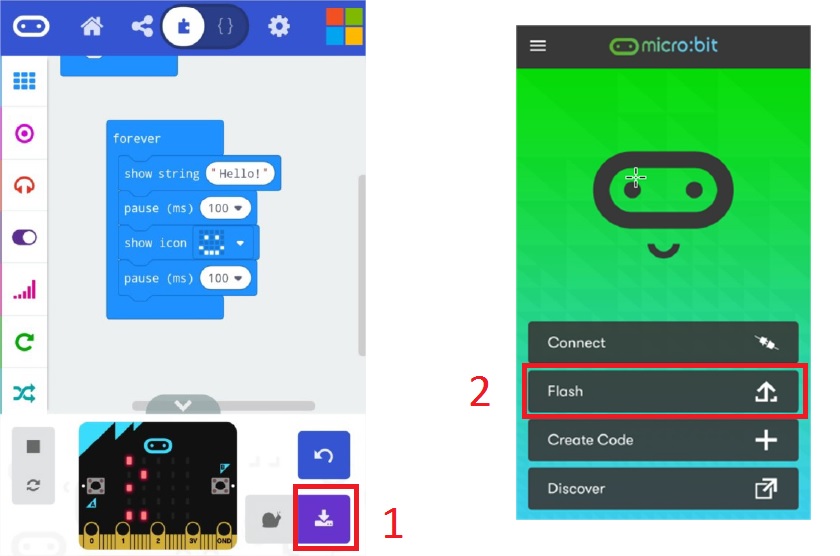 {}
forever
show string "Hello!"
pause (ms) 100
show icon
pause (ms) 100
0 1 2 3V GND
A
B
1
micro:bit
Connect
2
Flash
Create Code
Discover